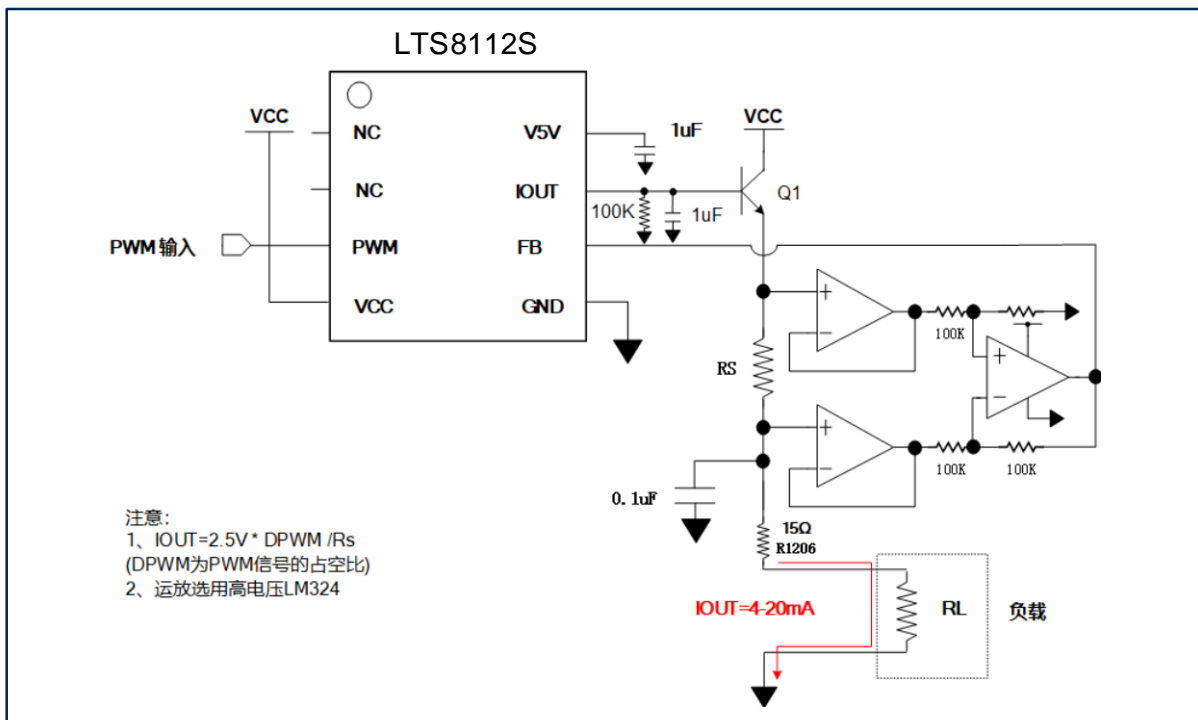 LTS8112S
VCC
VCC
NC
V5V
1uF
NC
IOUT
Q1
100K
1uF
PWM 输入
PWM
FB
VCC
GND
+
−
100K
RS
+
−
+
−
100K
100K
0.1uF
15Ω
R1206
注意：
1、IOUT=2.5V* DPWM /Rs
(DPWM为PWM信号的占空比)
2、运放选用高电压LM324
IOUT=4-20mA
RL
负载